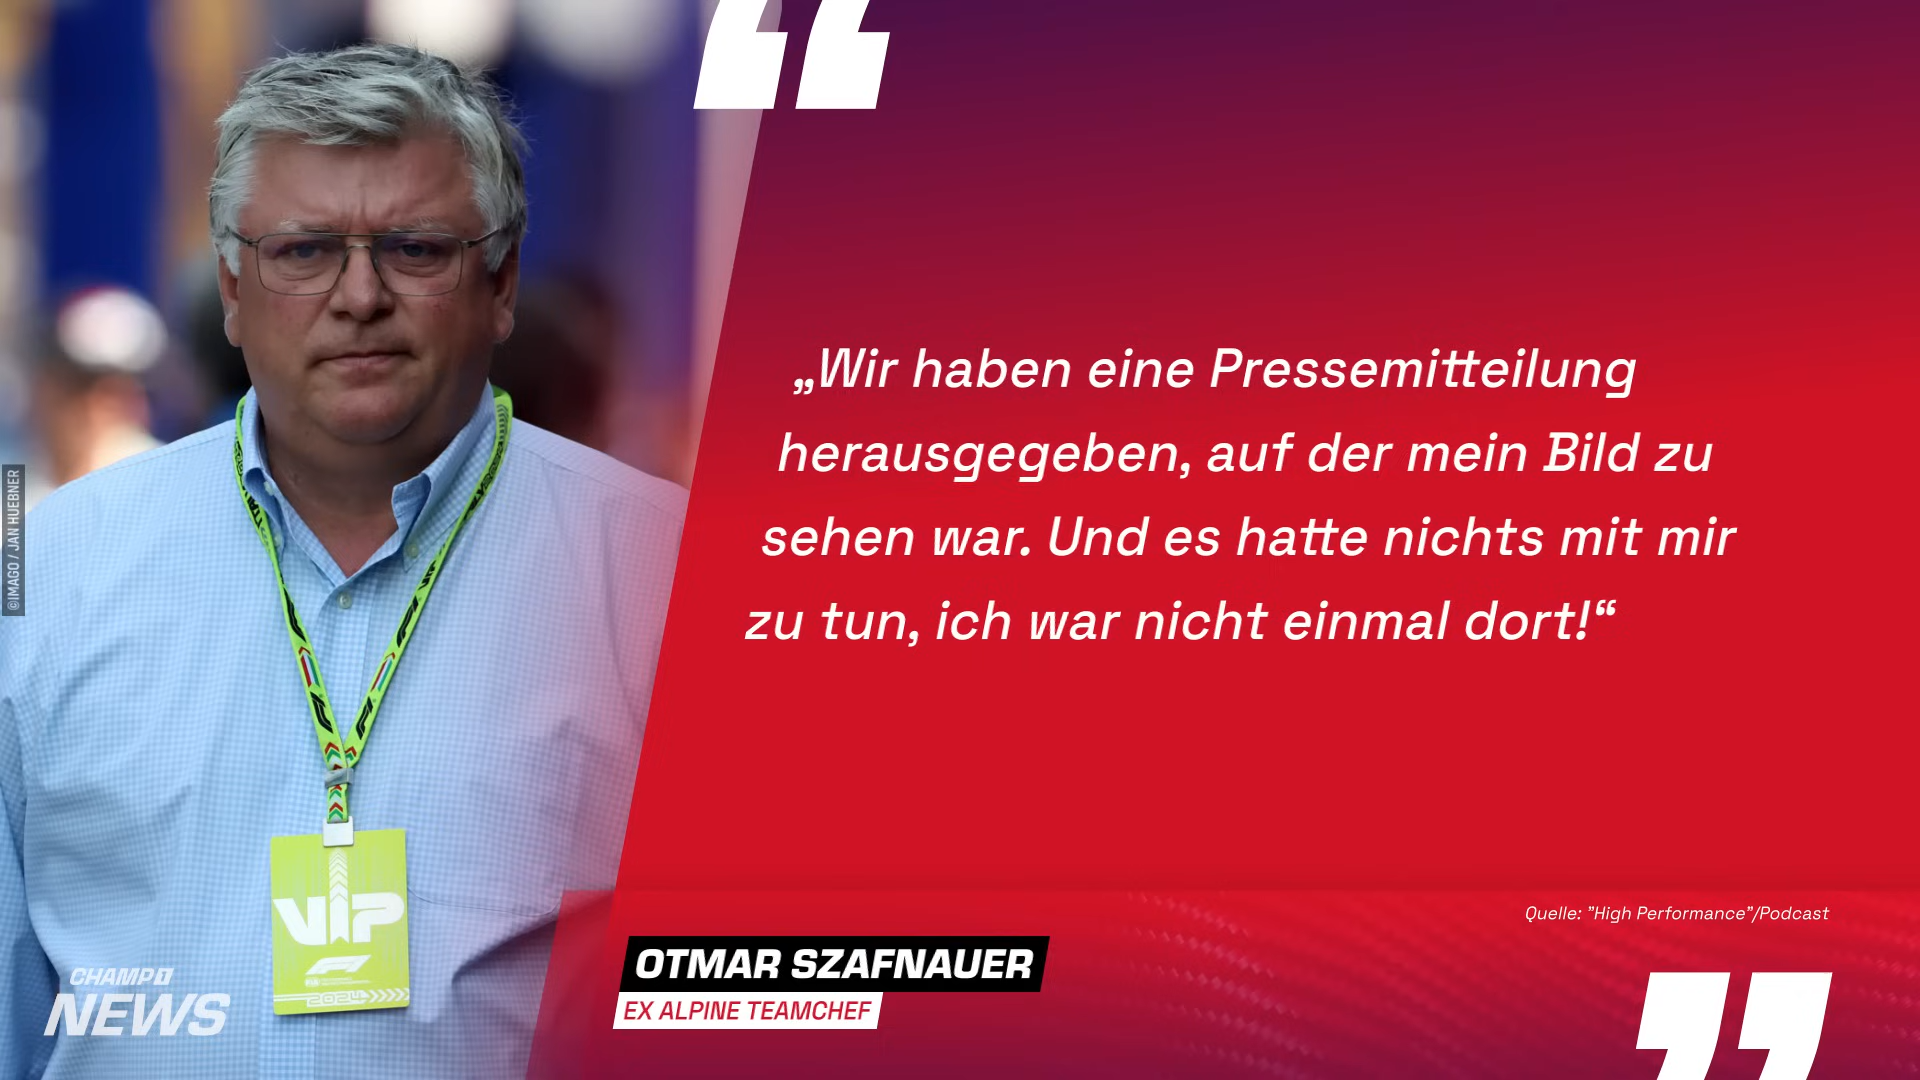 „Wir haben eine Pressemitteilung
herausgegeben, auf der mein Bild zu
sehen war. Und es hatte nichts mit mir
zu tun, ich war nicht einmal dort!“
Quelle: "High Performance"/Podcast
OTMAR SZAFNAUER
EX ALPINE TEAMCHEF
©IMAGO / JAN HUEBNER
VIP
F1
2024
CHAMP1
NEWS